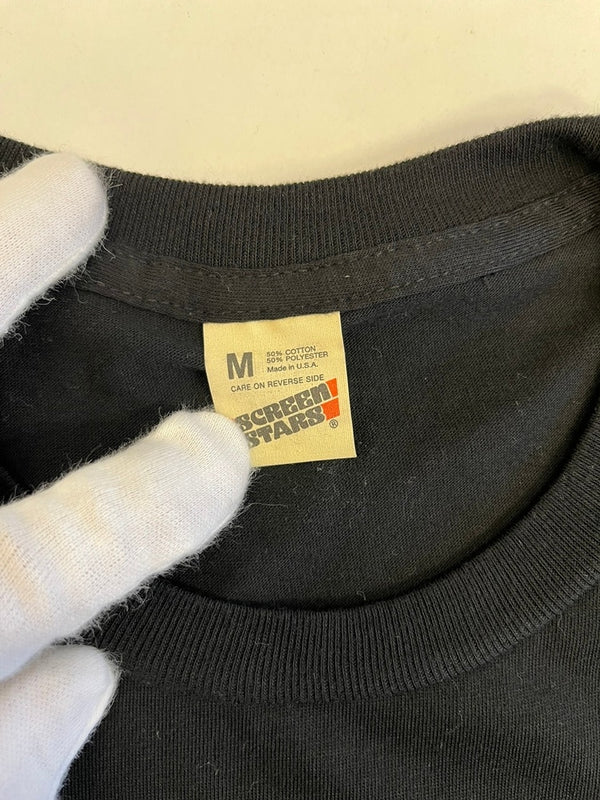 M
50% COTTON
50% POLYESTER
Made in U.S.A.
CARE ON REVERSE SIDE
SCREEN
STARS
®